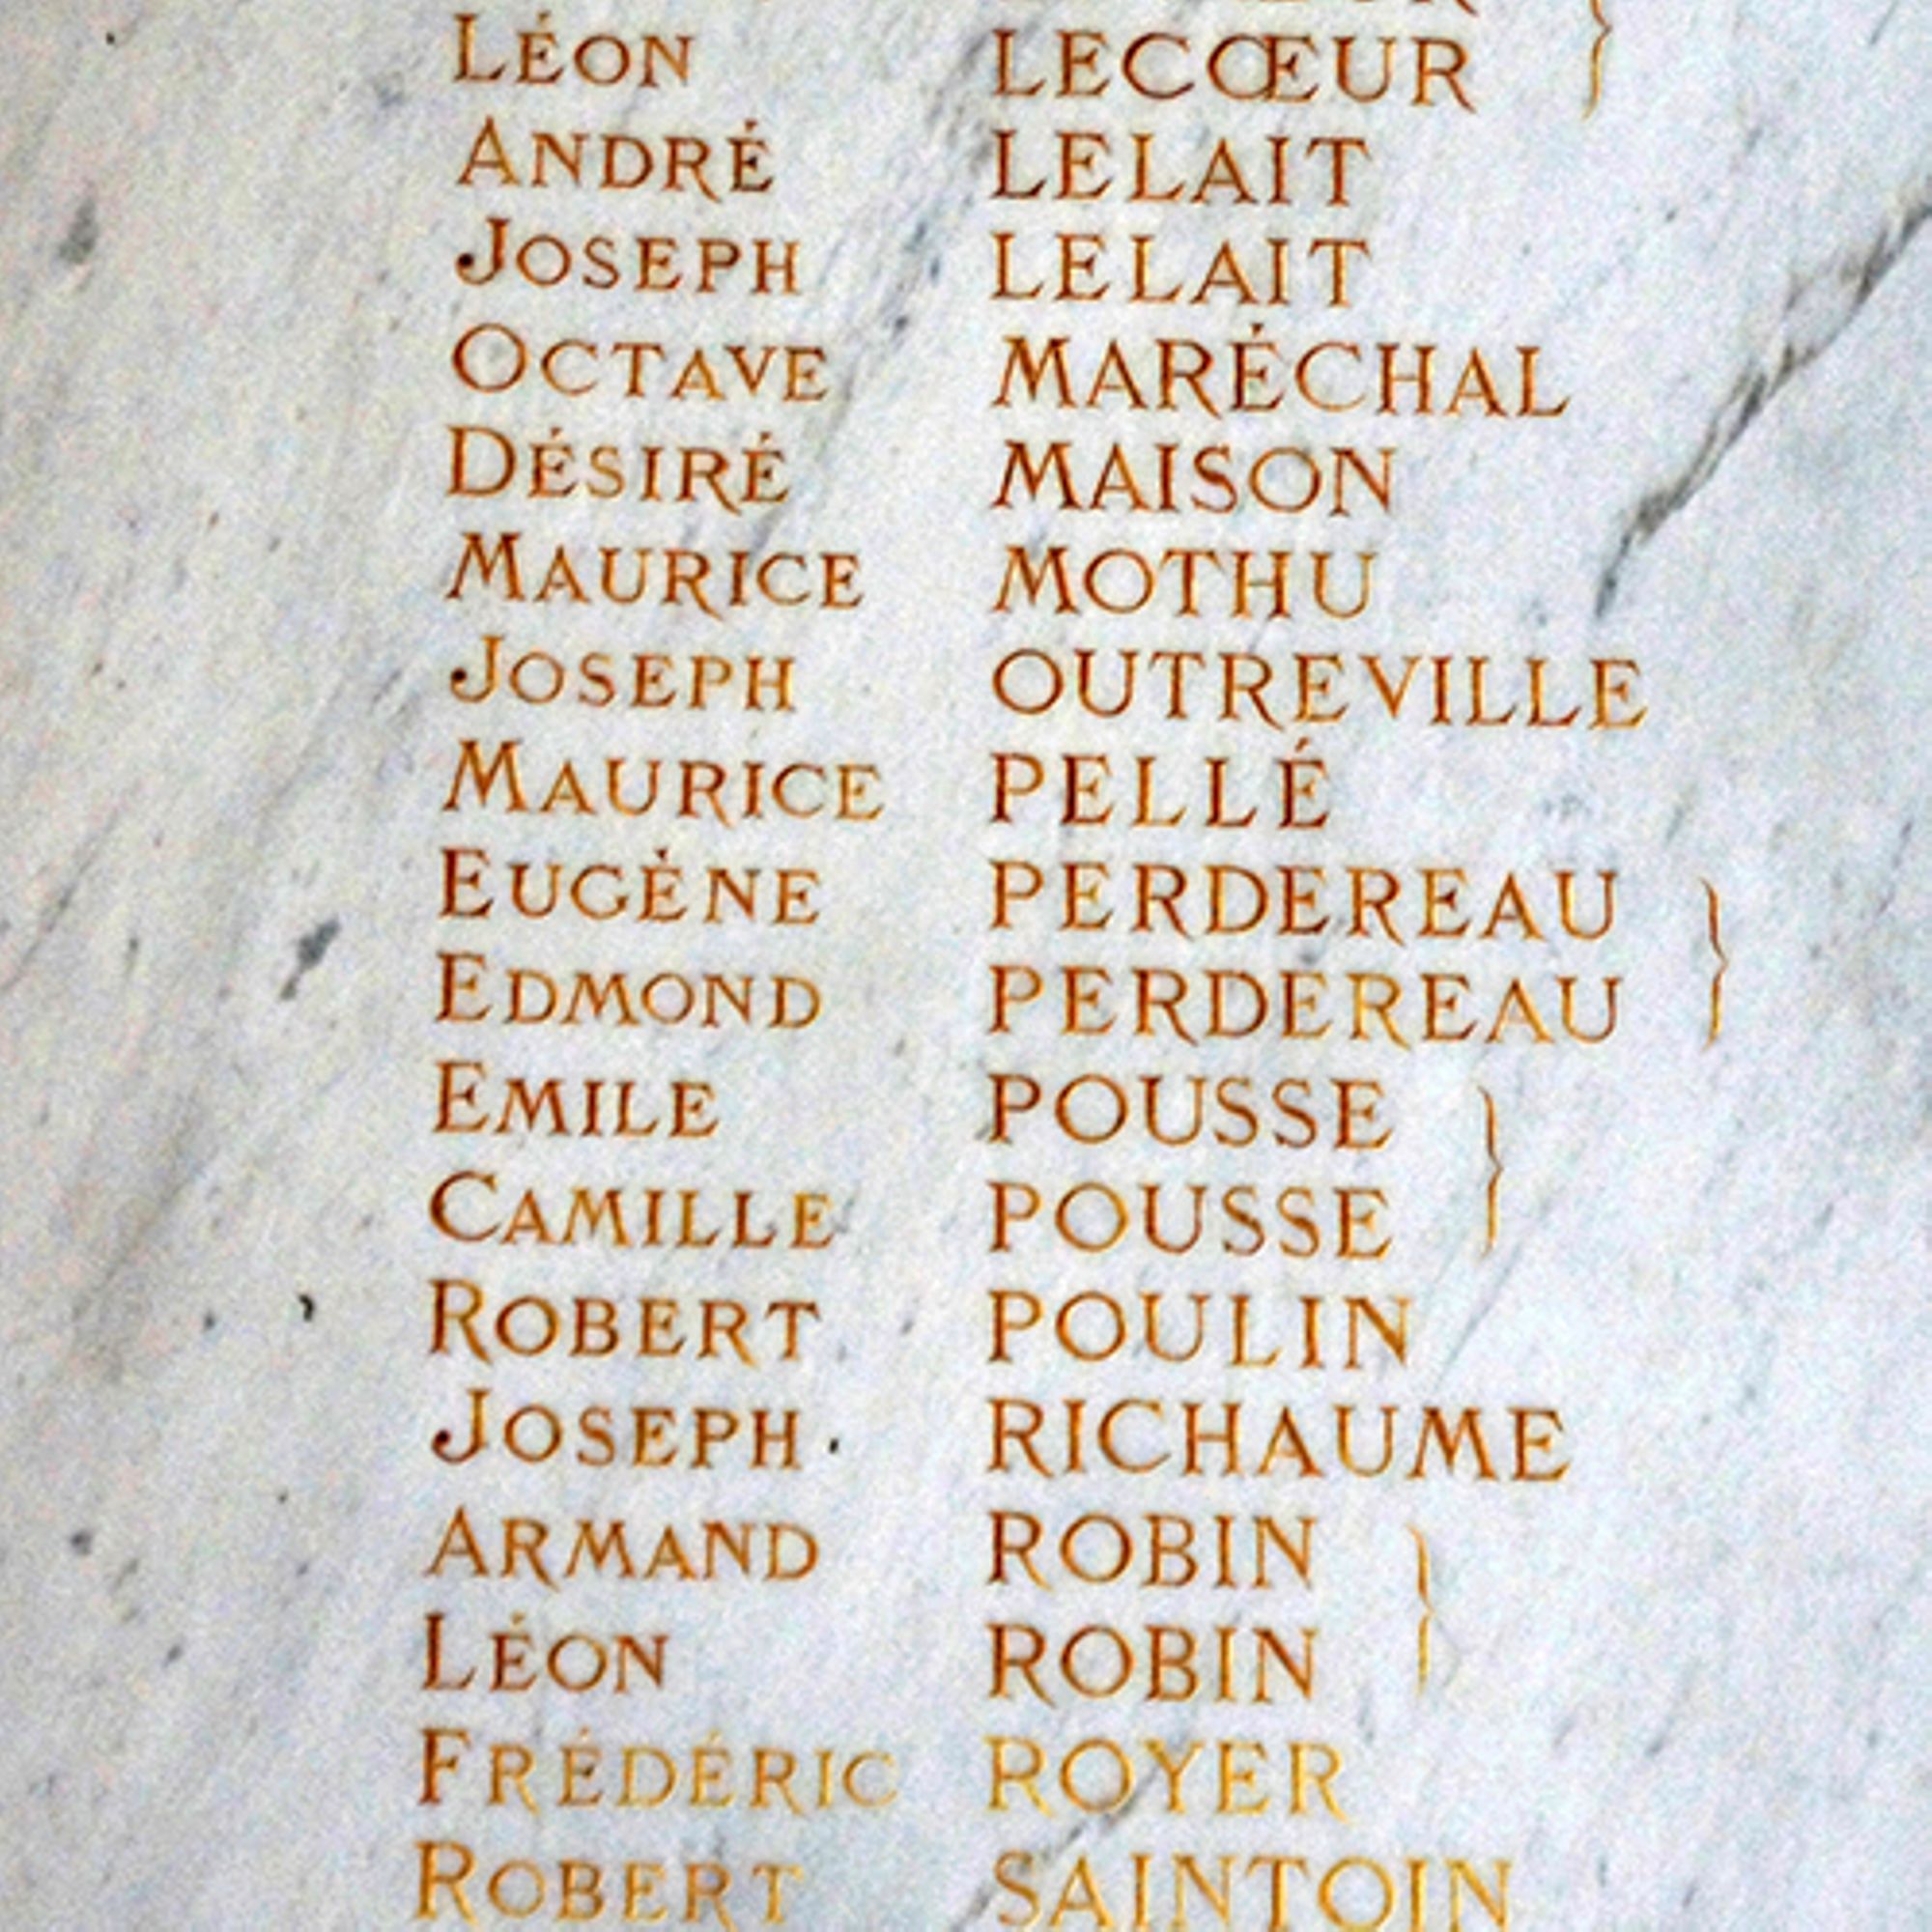 LÉON LECŒUR }
ANDRÉ LELAIT
JOSEPH LELAIT
OCTAVE MARÉCHAL
DÉSIRÉ MAISON
MAURICE MOTHU
JOSEPH OUTREVILLE
MAURICE PELLÉ
EUGÈNE PERDEREAU }
EDMOND PERDEREAU
EMILE POUSSE }
CAMILLE POUSSE
ROBERT POULIN
JOSEPH RICHAUME
ARMAND ROBIN }
LÉON ROBIN
FRÉDÉRIC ROYER
ROBERT SAINTOIN